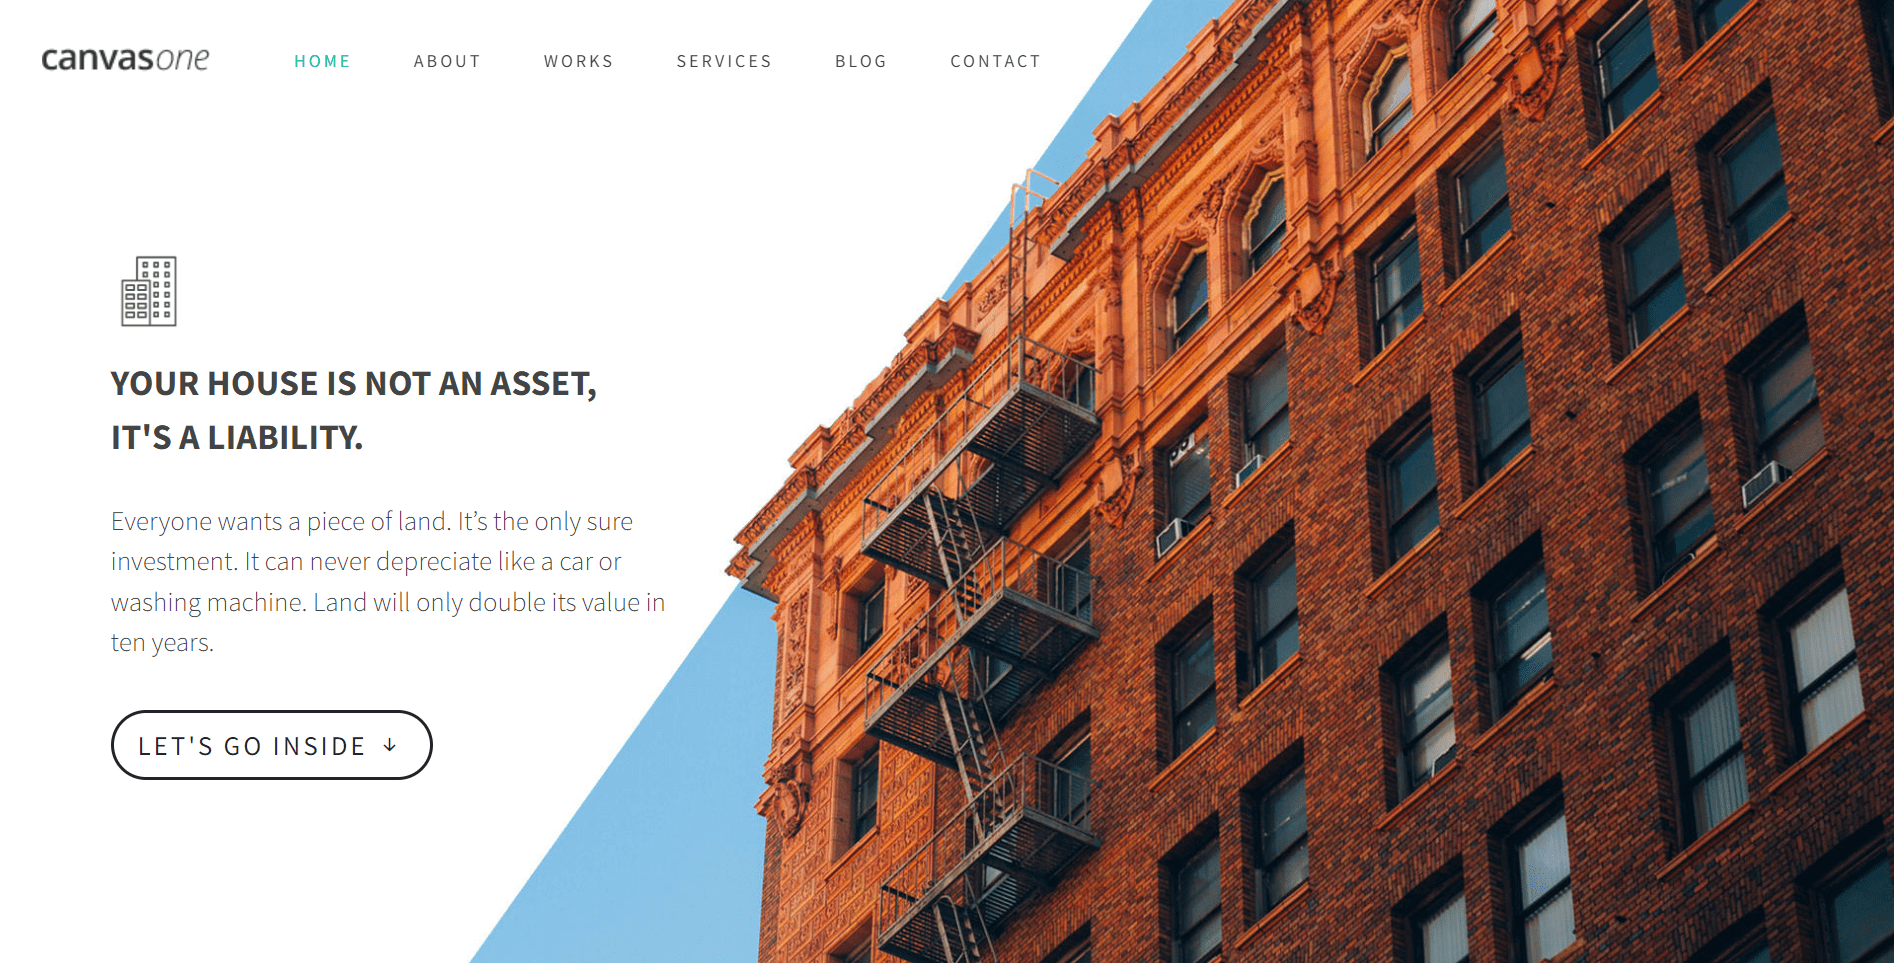 canvasone
HOME
ABOUT
WORKS
SERVICES
BLOG
CONTACT
YOUR HOUSE IS NOT AN ASSET,
IT'S A LIABILITY.
Everyone wants a piece of land. It’s the only sure
investment. It can never depreciate like a car or
washing machine. Land will only double its value in
ten years.
LET'S GO INSIDE ↓